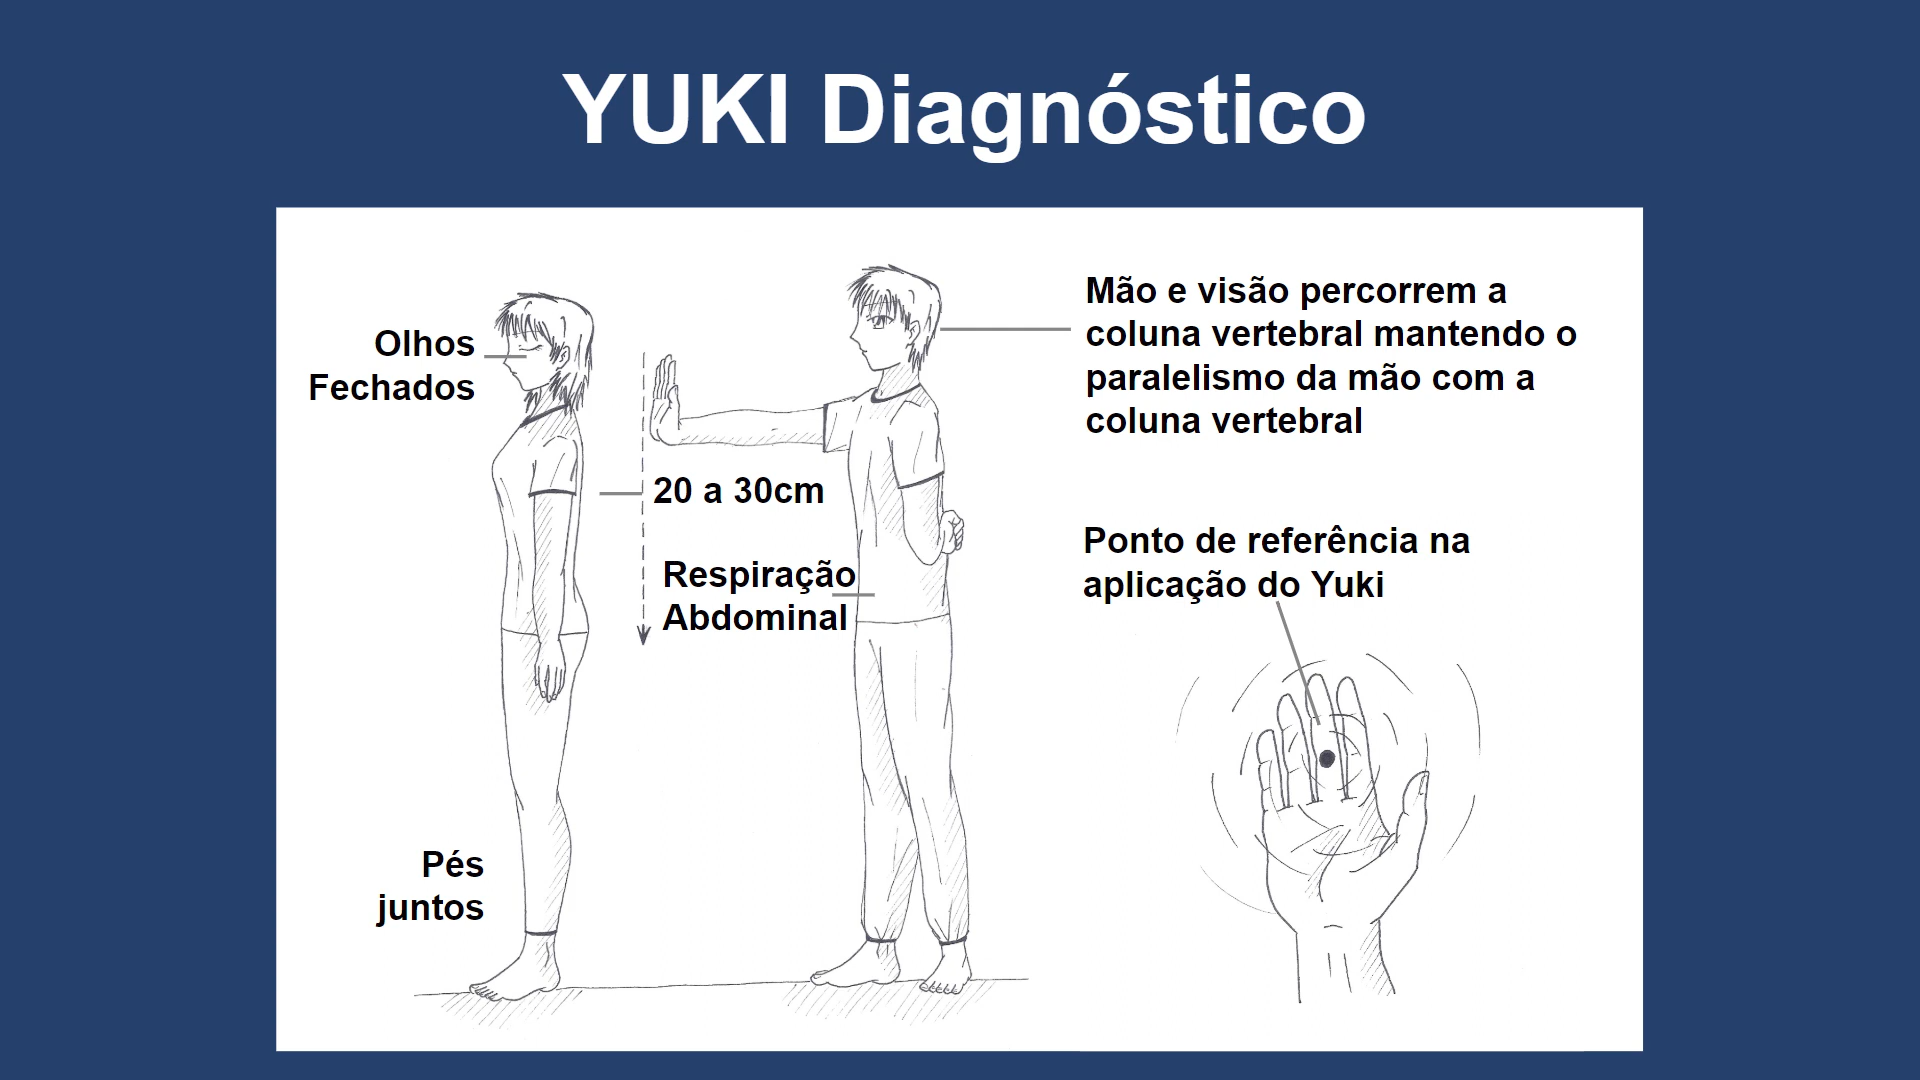 YUKI Diagnóstico
Olhos
Fechados
Mão e visão percorrem a
coluna vertebral mantendo o
paralelismo da mão com a
coluna vertebral
20 a 30cm
Respiração
Abdominal
Ponto de referência na
aplicação do Yuki
Pés
juntos